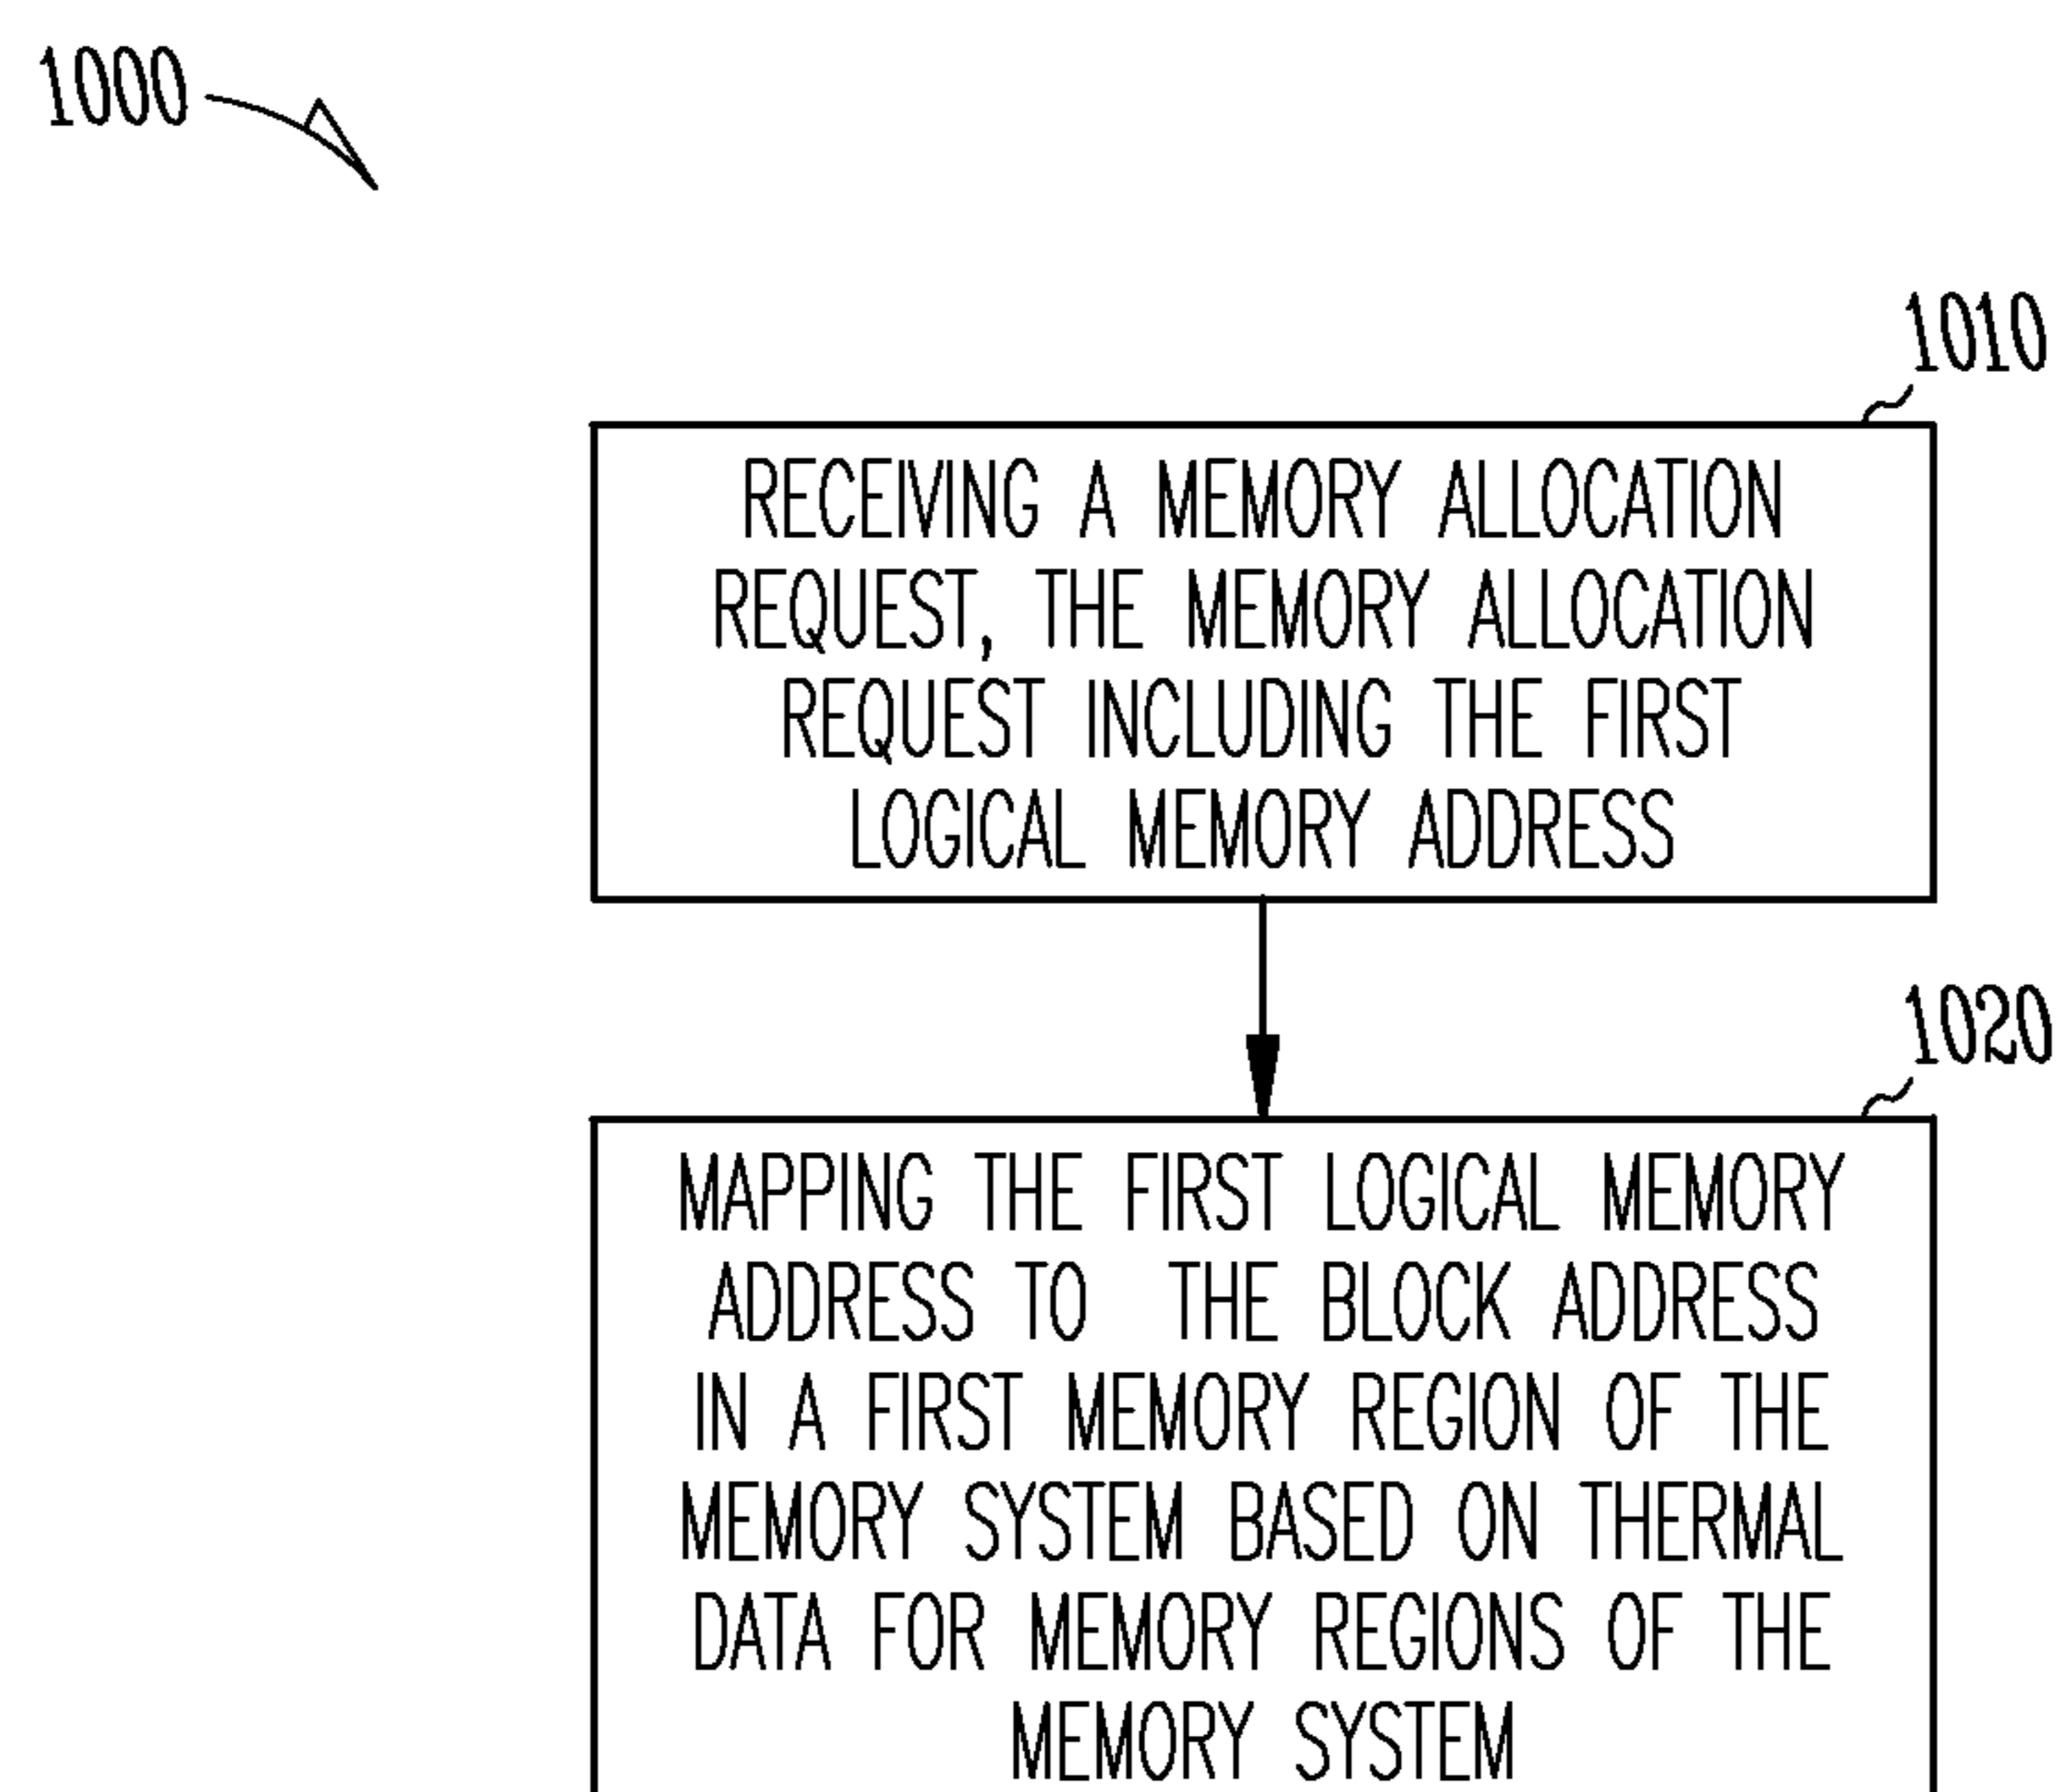 1000
1010
RECEIVING A MEMORY ALLOCATION
REQUEST, THE MEMORY ALLOCATION
REQUEST INCLUDING THE FIRST
LOGICAL MEMORY ADDRESS
1020
MAPPING THE FIRST LOGICAL MEMORY
ADDRESS TO THE BLOCK ADDRESS
IN A FIRST MEMORY REGION OF THE
MEMORY SYSTEM BASED ON THERMAL
DATA FOR MEMORY REGIONS OF THE
MEMORY SYSTEM